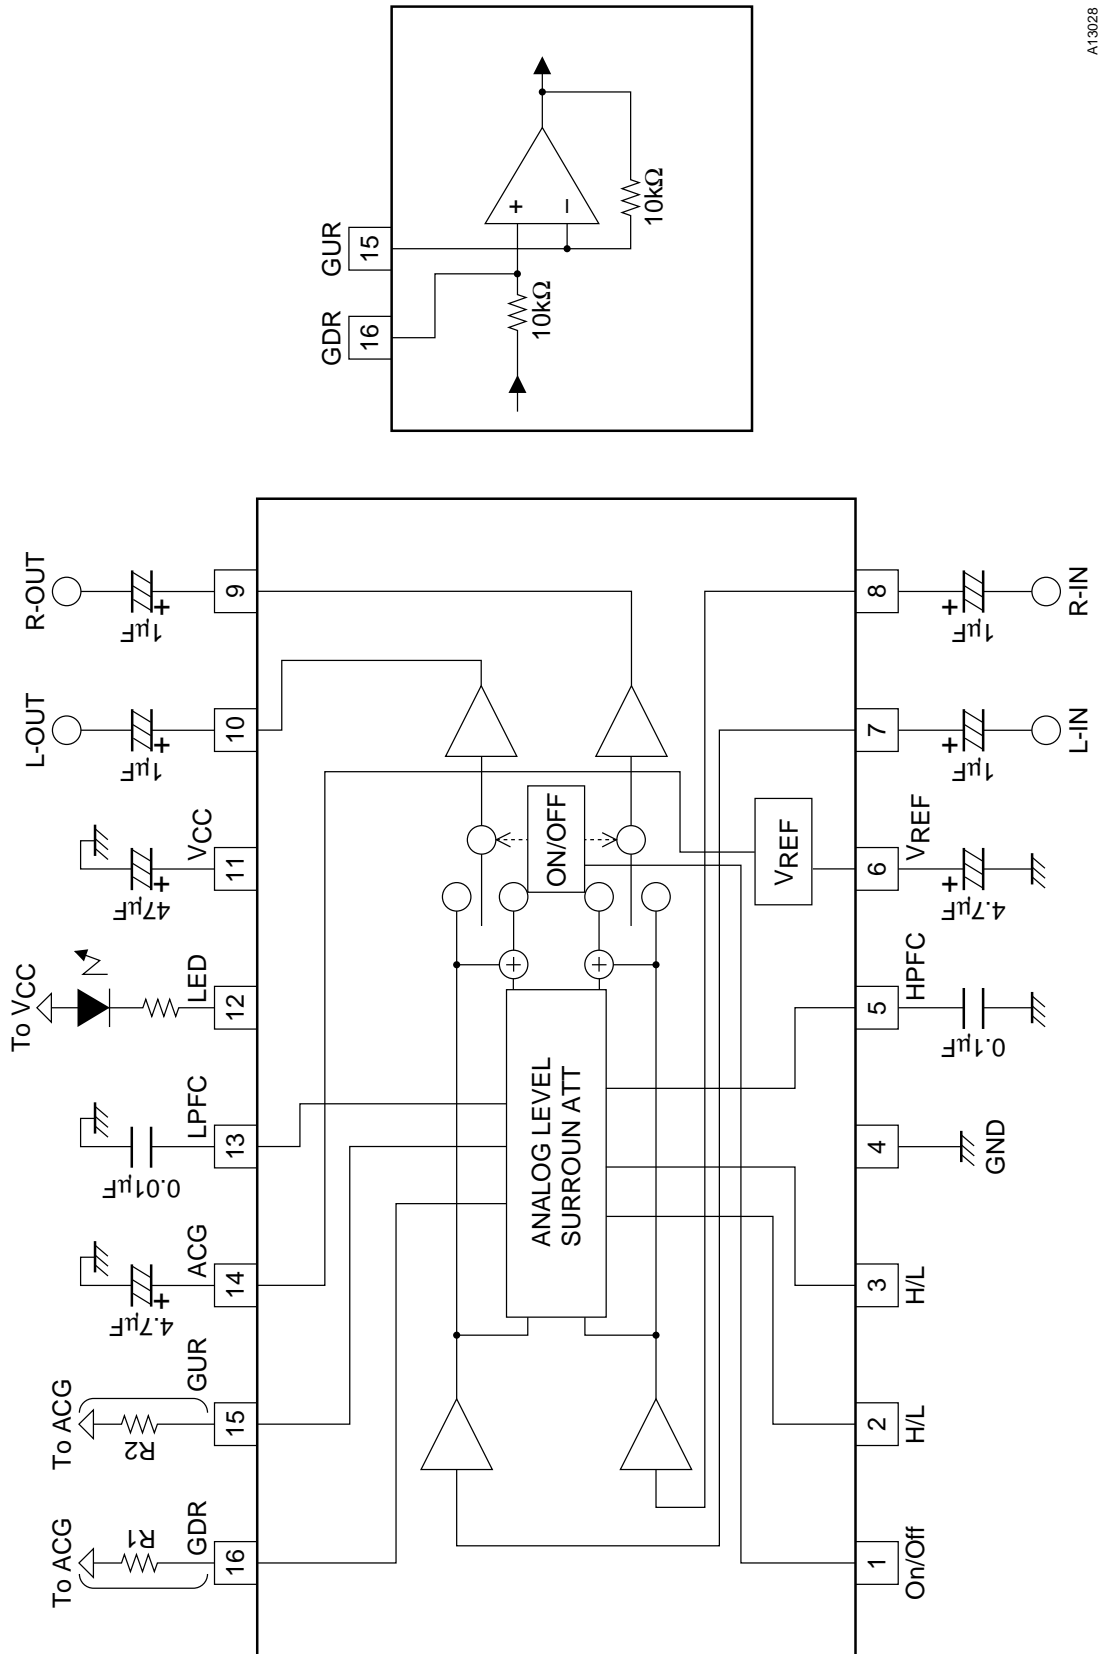 A13028
GUR
15
GDR
16
+
–
10kΩ
10kΩ
R-OUT
1µF
+
9
L-OUT
1µF
+
10
47µF
+
VCC
11
To VCC
LED
12
0.01µF
LPFC
13
4.7µF
+
ACG
14
To ACG
R2
GUR
15
To ACG
R1
GDR
16
ON/OFF
VREF
+
+
ANALOG LEVEL
SURROUN ATT
8
+
1µF
R-IN
7
+
1µF
L-IN
6
VREF
+
4.7µF
5
HPFC
0.1µF
4
GND
3
H/L
2
H/L
1
On/Off